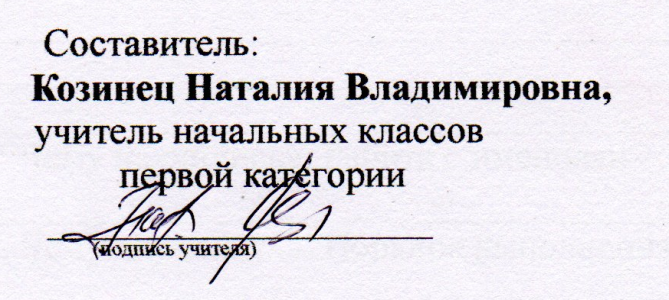 Составитель:
Козинец Наталия Владимировна,
учитель начальных классов
первой категории
(подпись учителя)